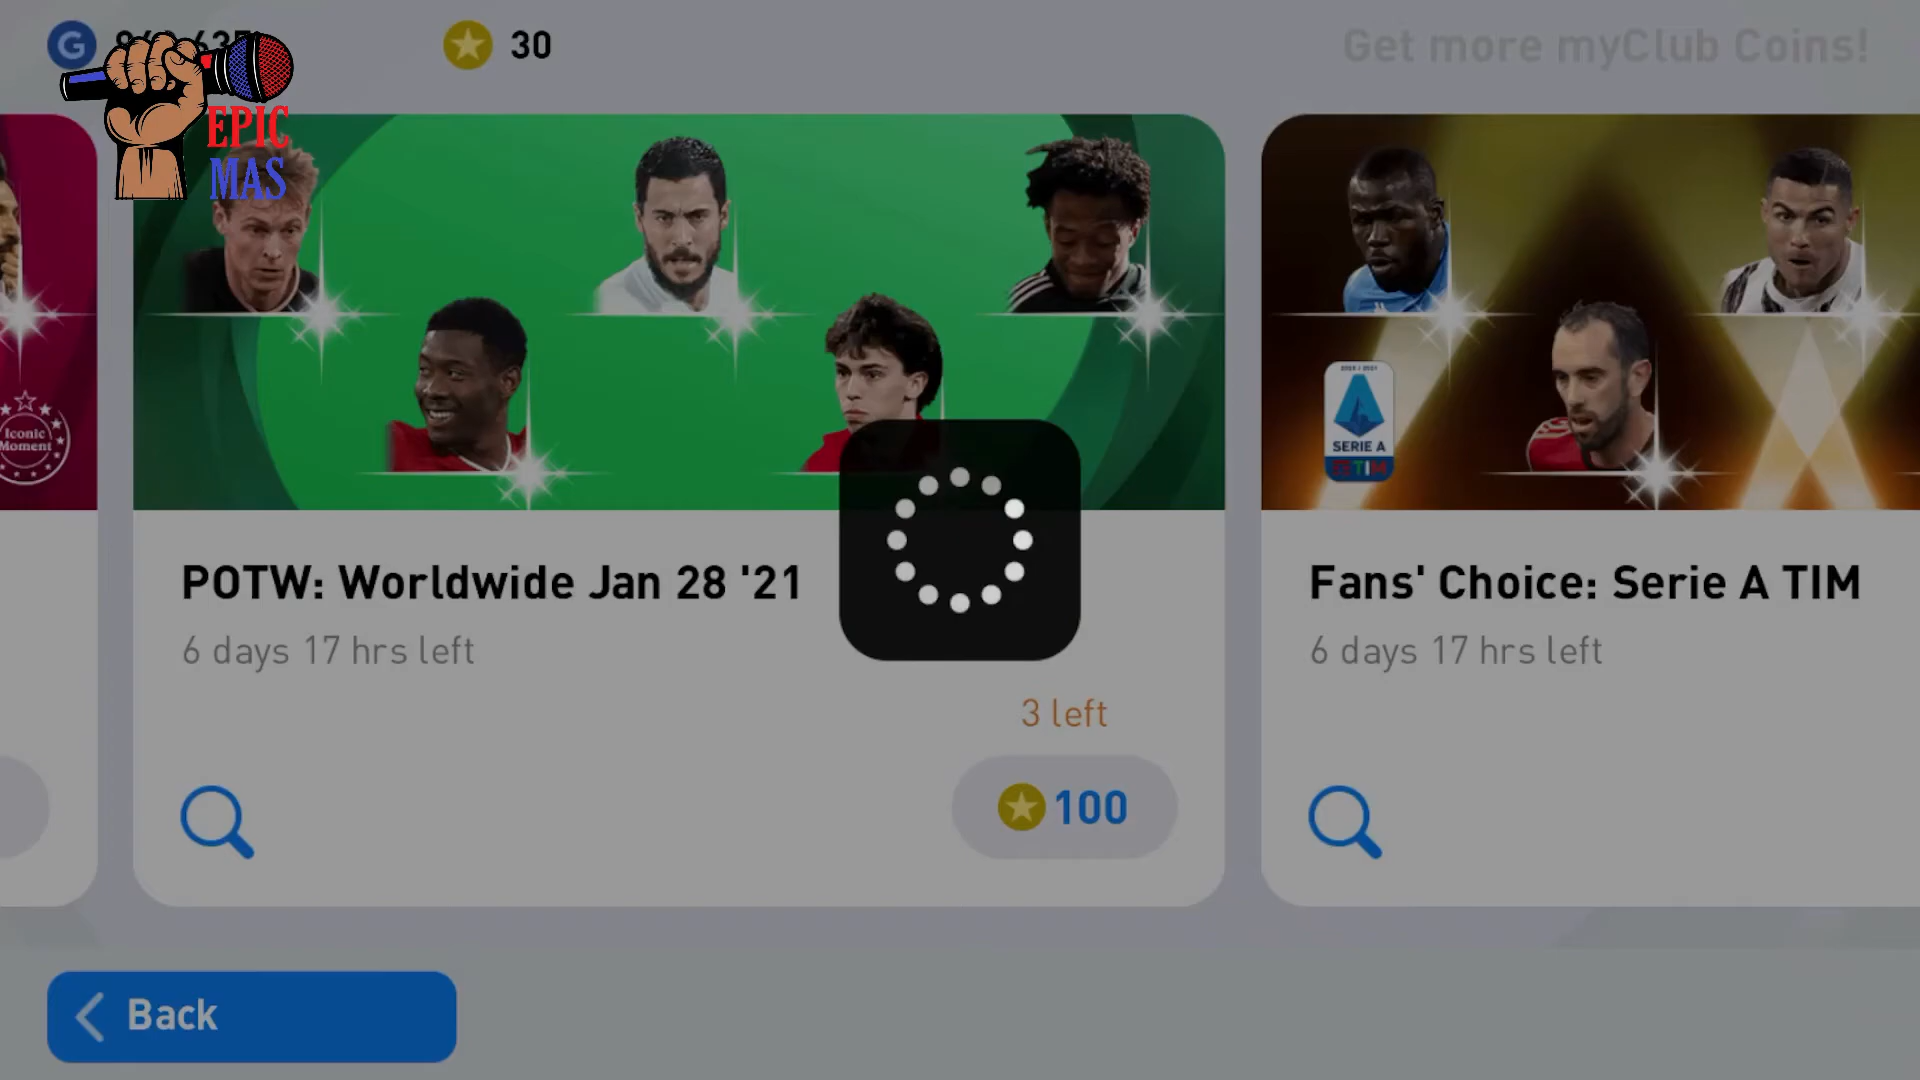 30
Get more myClub Coins!
EPIC
MAS
Iconic
Moment
SERIE A
TIM
POTW: Worldwide Jan 28 '21
6 days 17 hrs left
3 left
100
Fans' Choice: Serie A TIM
6 days 17 hrs left
Back